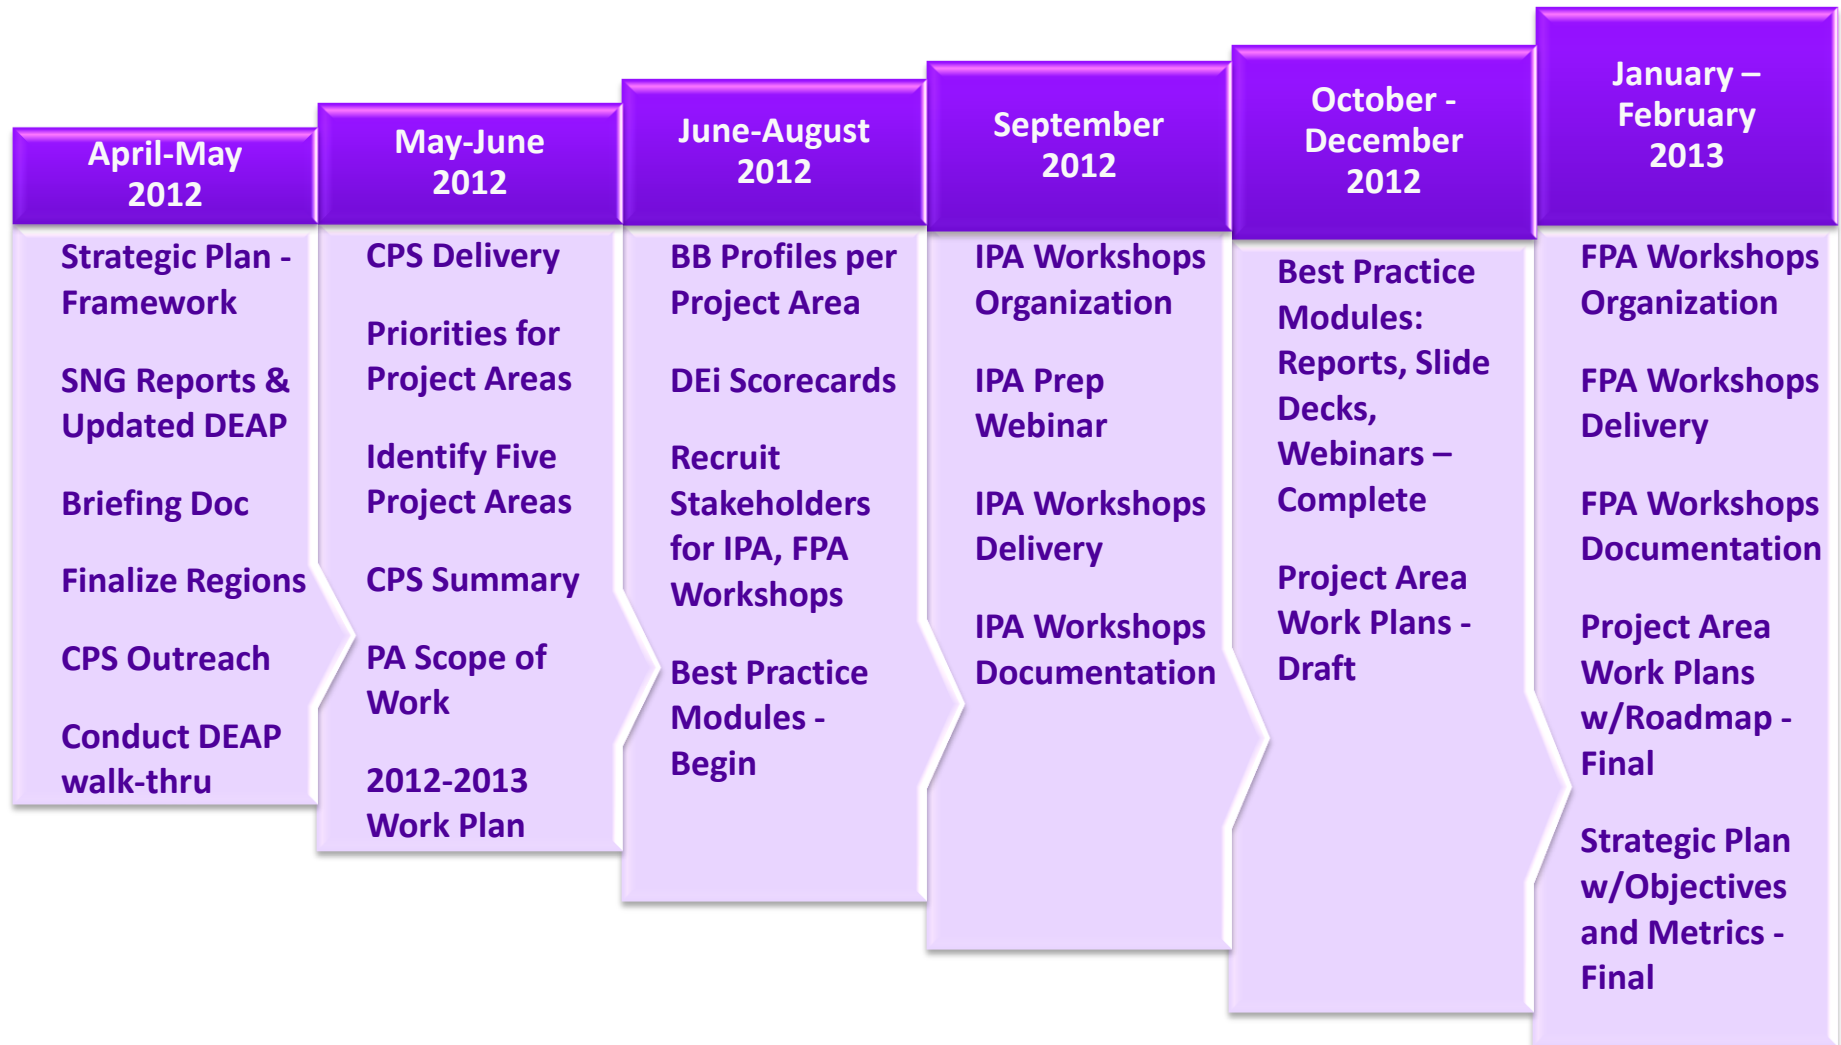 April-May
2012
Strategic Plan -
Framework
SNG Reports &
Updated DEAP
Briefing Doc
Finalize Regions
CPS Outreach
Conduct DEAP
walk-thru
May-June
2012
CPS Delivery
Priorities for
Project Areas
Identify Five
Project Areas
CPS Summary
PA Scope of
Work
2012-2013
Work Plan
June-August
2012
BB Profiles per
Project Area
DEi Scorecards
Recruit
Stakeholders
for IPA, FPA
Workshops
Best Practice
Modules -
Begin
September
2012
IPA Workshops
Organization
IPA Prep
Webinar
IPA Workshops
Delivery
IPA Workshops
Documentation
October -
December
2012
Best Practice
Modules:
Reports, Slide
Decks,
Webinars –
Complete
Project Area
Work Plans -
Draft
January –
February
2013
FPA Workshops
Organization
FPA Workshops
Delivery
FPA Workshops
Documentation
Project Area
Work Plans
w/Roadmap -
Final
Strategic Plan
w/Objectives
and Metrics -
Final